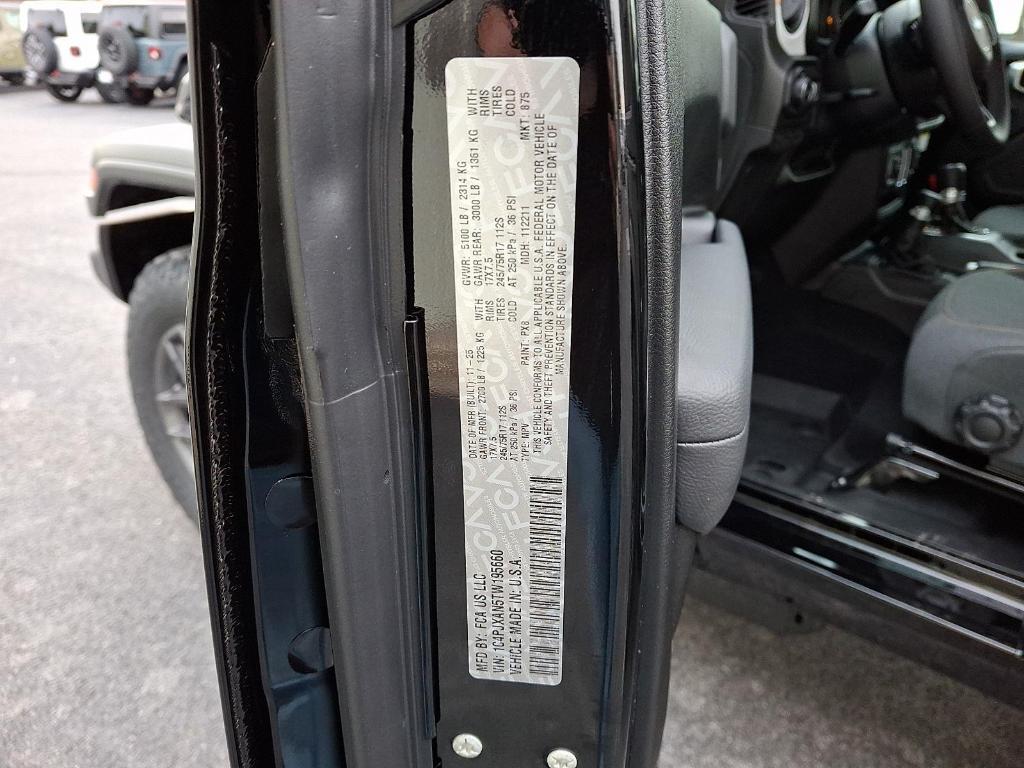 MFD BY: FCA US LLC
DATE OF MFR (BUILT): 11-25
GVWR: 5100 LB / 2314 KG
GAWR FRONT: 2700 LB / 1225 KG WITH
GAWR REAR: 3000 LB / 1361 KG WITH
17X7.5 RIMS
17X7.5 RIMS
245/75R17 112S TIRES
245/75R17 112S TIRES
AT 250 kPa / 36 PSI COLD
AT 250 kPa / 36 PSI COLD
VIN: 1C4PJXAN5TW195660
TYPE: MPV PAINT: PX8 MDH: 112211 MKT: 875
VEHICLE MADE IN: U.S.A.
THIS VEHICLE CONFORMS TO ALL APPLICABLE U.S.A. FEDERAL MOTOR VEHICLE
SAFETY AND THEFT PREVENTION STANDARDS IN EFFECT ON THE DATE OF
MANUFACTURE SHOWN ABOVE.